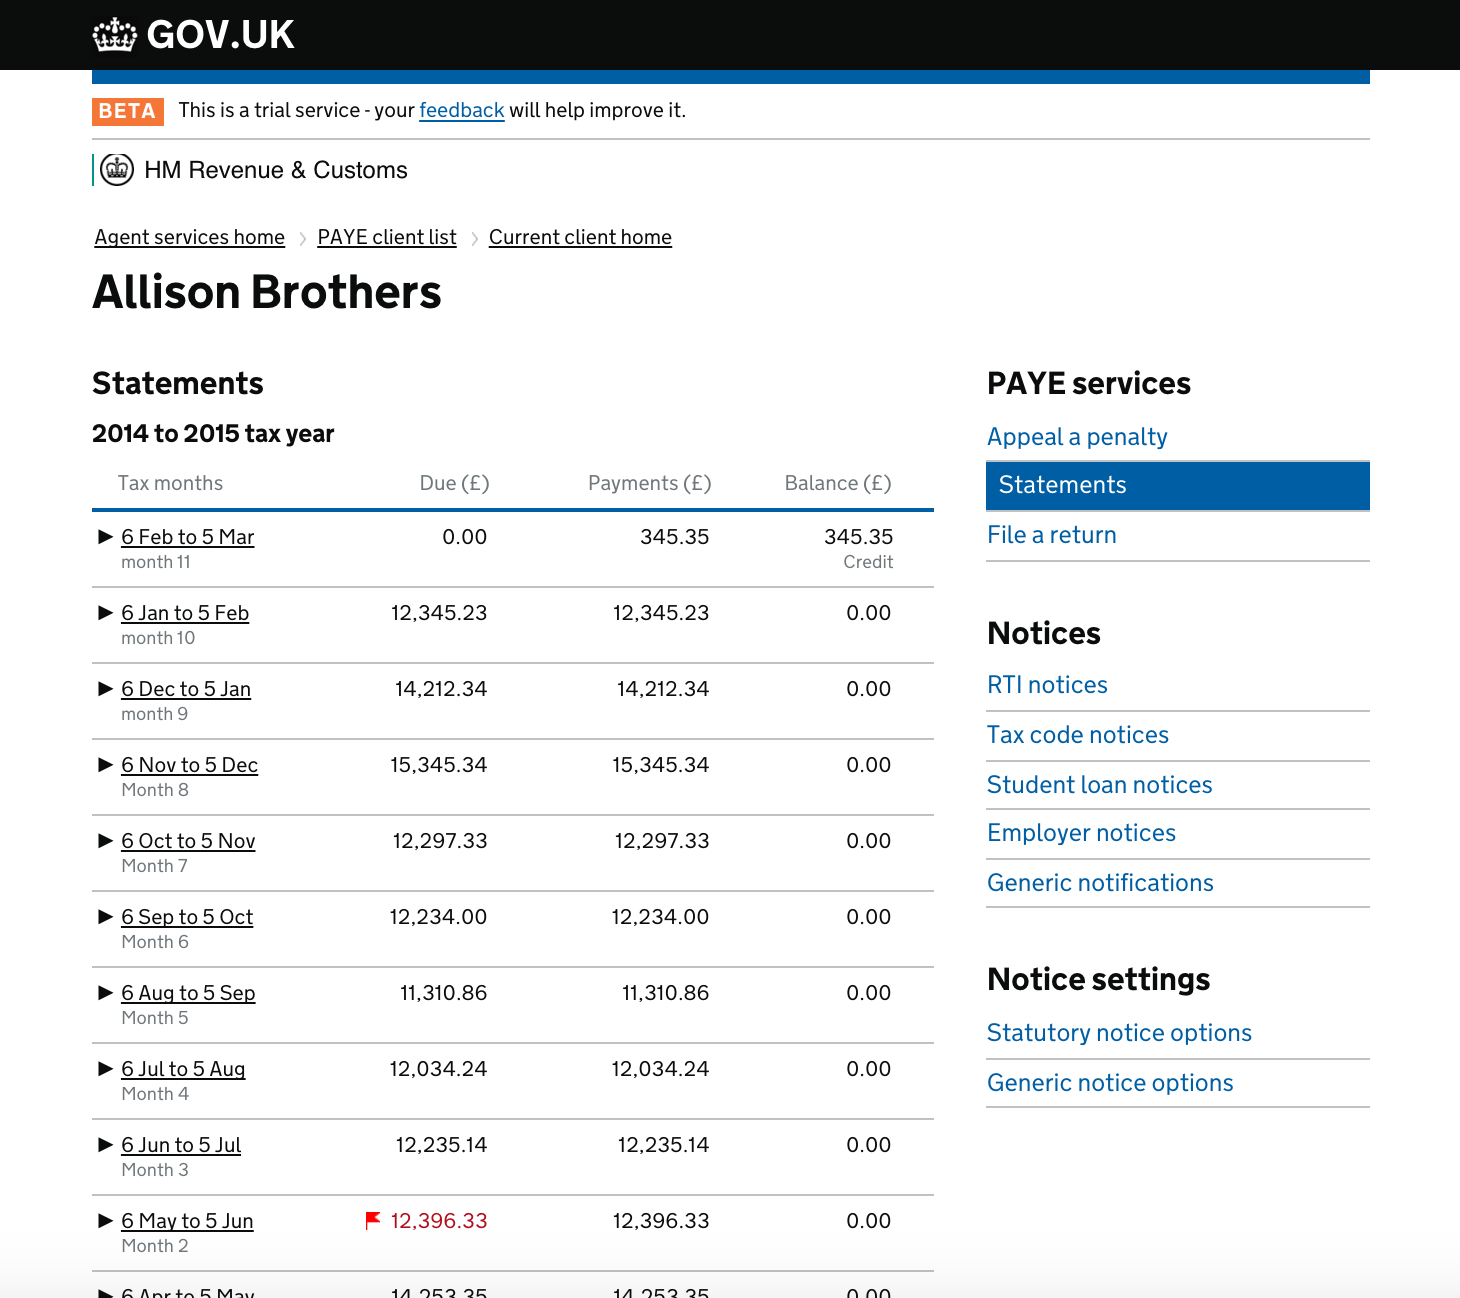 GOV.UK
BETA This is a trial service - your feedback will help improve it.
HM Revenue & Customs
Agent services home PAYE client list Current client home
Allison Brothers
Statements
2014 to 2015 tax year
Tax months Due (£) Payments (£) Balance (£)
6 Feb to 5 Mar 0.00 345.35 345.35
month 11 Credit
6 Jan to 5 Feb 12,345.23 12,345.23 0.00
month 10
6 Dec to 5 Jan 14,212.34 14,212.34 0.00
month 9
6 Nov to 5 Dec 15,345.34 15,345.34 0.00
Month 8
6 Oct to 5 Nov 12,297.33 12,297.33 0.00
Month 7
6 Sep to 5 Oct 12,234.00 12,234.00 0.00
Month 6
6 Aug to 5 Sep 11,310.86 11,310.86 0.00
Month 5
6 Jul to 5 Aug 12,034.24 12,034.24 0.00
Month 4
6 Jun to 5 Jul 12,235.14 12,235.14 0.00
Month 3
6 May to 5 Jun 12,396.33 12,396.33 0.00
Month 2
6 Apr to 5 May 14,253.35 14,253.35 0.00
PAYE services
Appeal a penalty
Statements
File a return
Notices
RTI notices
Tax code notices
Student loan notices
Employer notices
Generic notifications
Notice settings
Statutory notice options
Generic notice options